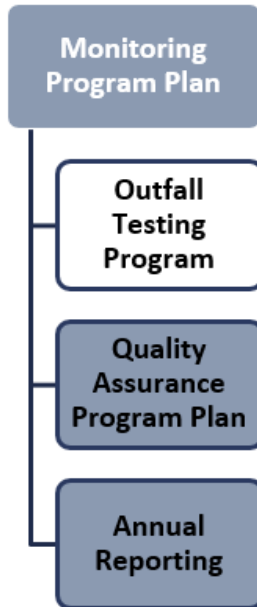 Monitoring
Program Plan
Outfall
Testing
Program
Quality
Assurance
Program Plan
Annual
Reporting